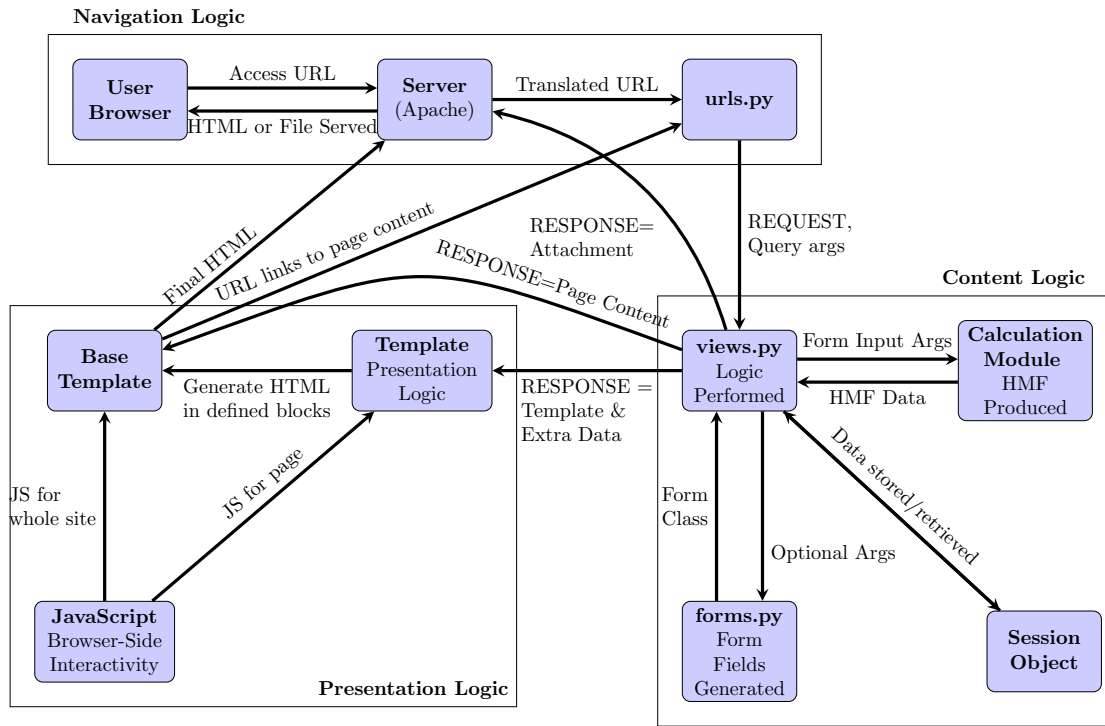 Navigation Logic
User
Browser
Access URL
HTML or File Served
Server
(Apache)
Translated URL
urls.py
Final HTML
URL links to page content
RESPONSE=Page Content
RESPONSE=
Attachment
REQUEST,
Query args
Content Logic
Base
Template
Generate HTML
in defined blocks
Template
Presentation
Logic
RESPONSE =
Template &
Extra Data
views.py
Logic
Performed
Form Input Args
HMF Data
Calculation
Module
HMF
Produced
JS for
whole site
JS for page
Form
Class
Optional Args
Data stored/retrieved
JavaScript
Browser-Side
Interactivity
Presentation Logic
forms.py
Form
Fields
Generated
Session
Object